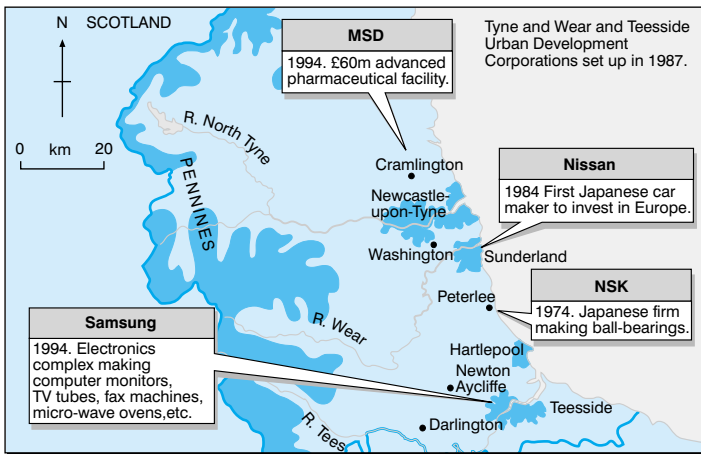 N
SCOTLAND
0 km 20
MSD
1994. £60m advanced
pharmaceutical facility.
Tyne and Wear and Teesside
Urban Development
Corporations set up in 1987.
R. North Tyne
PENNINES
Cramlington
Newcastle-
upon-Tyne
Washington
Nissan
1984 First Japanese car
maker to invest in Europe.
Sunderland
Peterlee
NSK
1974. Japanese firm
making ball-bearings.
R. Wear
Samsung
1994. Electronics
complex making
computer monitors,
TV tubes, fax machines,
micro-wave ovens,etc.
Hartlepool
Newton
Aycliffe
Teesside
R. Tees
Darlington